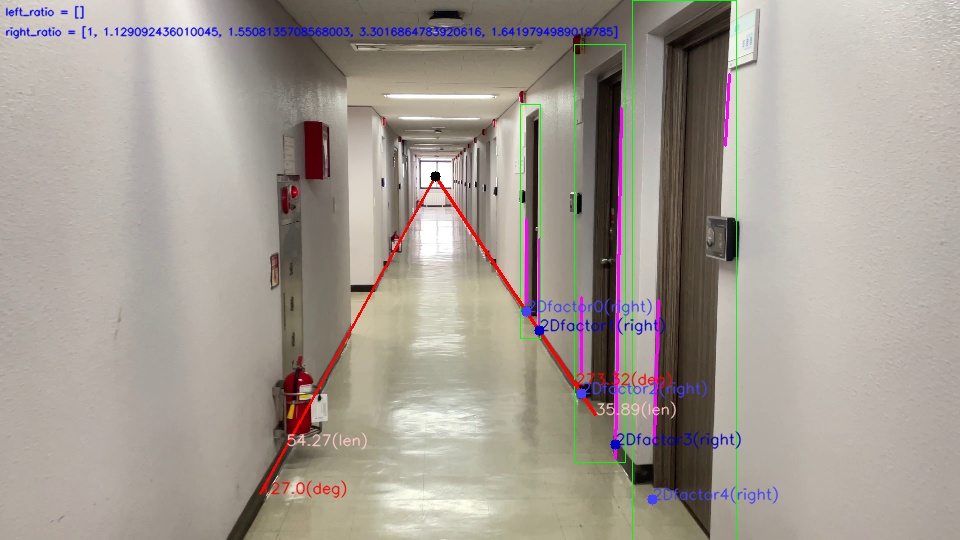 left_ratio = []
right_ratio = [1, 1.129092436010045, 1.5508135708568003, 3.3016864783920616, 1.6419794989019785]
2Dfactor0(right)
2Dfactor1(right)
273.32(deg)
2Dfactor2(right)
35.89(len)
54.27(len)
2Dfactor3(right)
27.0(deg)
2Dfactor4(right)